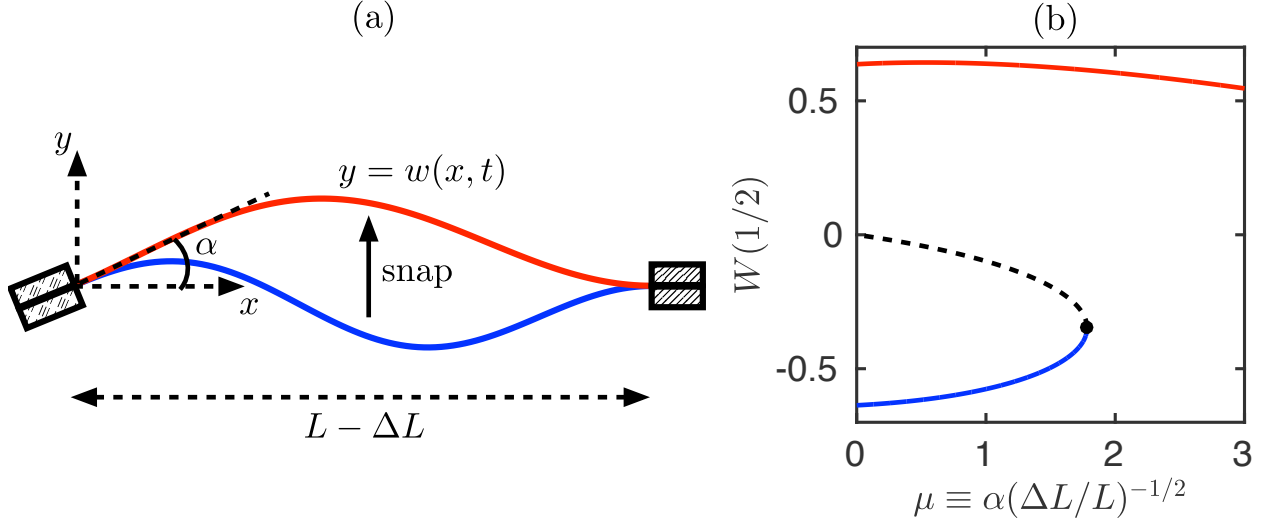 (a)
y
y = w(x, t)
α
snap
x
L − ΔL
(b)
0.5
0
-0.5
W(1/2)
0 1 2 3
μ ≡ α(ΔL/L)^{−1/2}